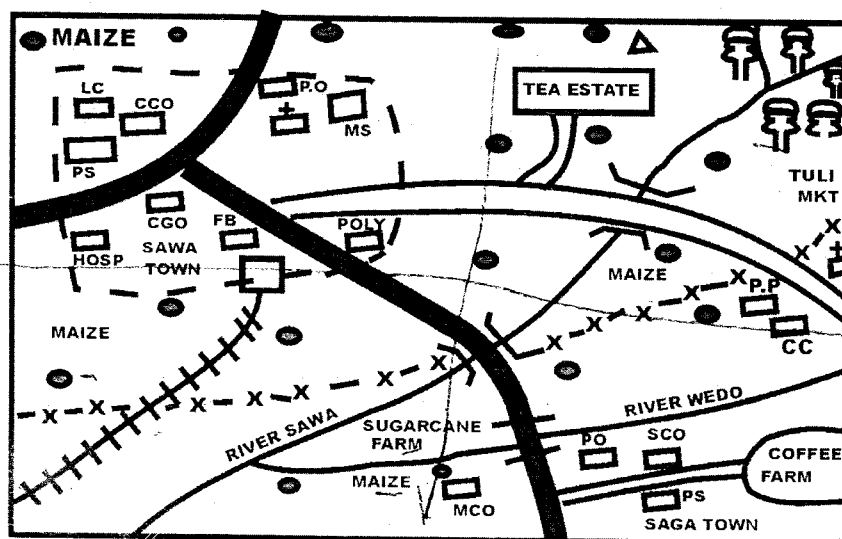 MAIZE
TEA ESTATE
LC
CCO
P.O
MS
PS
TULI
MKT
CGO
FB
POLY
HOSP
SAWA
TOWN
MAIZE
P.P
CC
MAIZE
X
X
X
X
X
X
X
X
X
X
X
X
X
X
RIVER SAWA
SUGARCANE
FARM
RIVER WEDO
MAIZE
MCO
PO
SCO
PS
COFFEE
FARM
SAGA TOWN